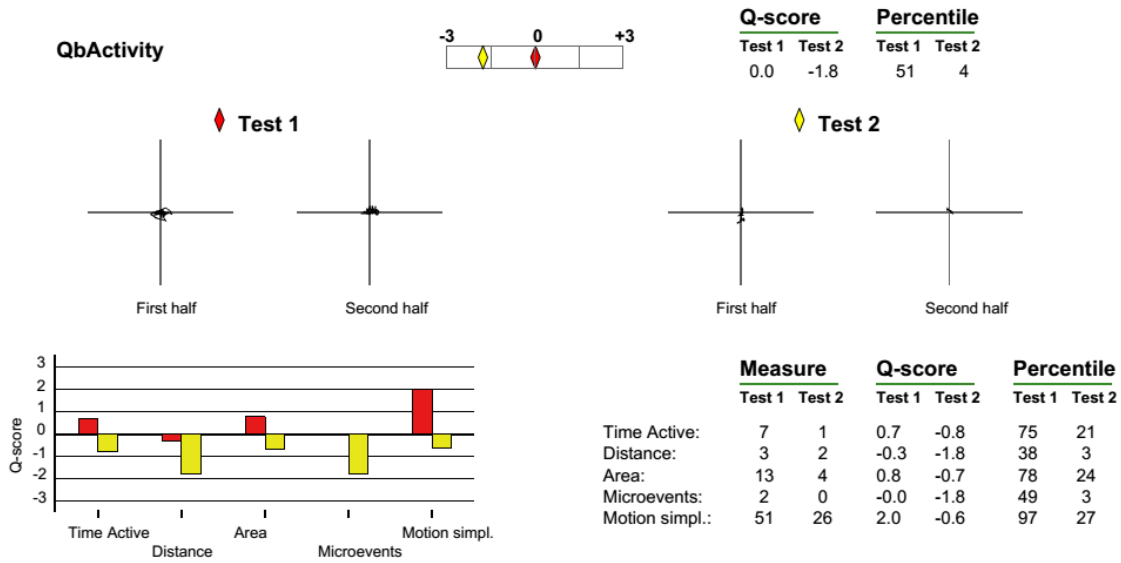 QbActivity
-3 0 +3
Q-score Percentile
Test 1 Test 2 Test 1 Test 2
0.0 -1.8 51 4
Test 1
Test 2
First half
Second half
First half
Second half
Q-score
3
2
1
0
-1
-2
-3
Time Active
Distance
Area
Microevents
Motion simpl.
Measure Q-score Percentile
Test 1 Test 2 Test 1 Test 2 Test 1 Test 2
Time Active: 7 1 0.7 -0.8 75 21
Distance: 3 2 -0.3 -1.8 38 3
Area: 13 4 0.8 -0.7 78 24
Microevents: 2 0 -0.0 -1.8 49 3
Motion simpl.: 51 26 2.0 -0.6 97 27